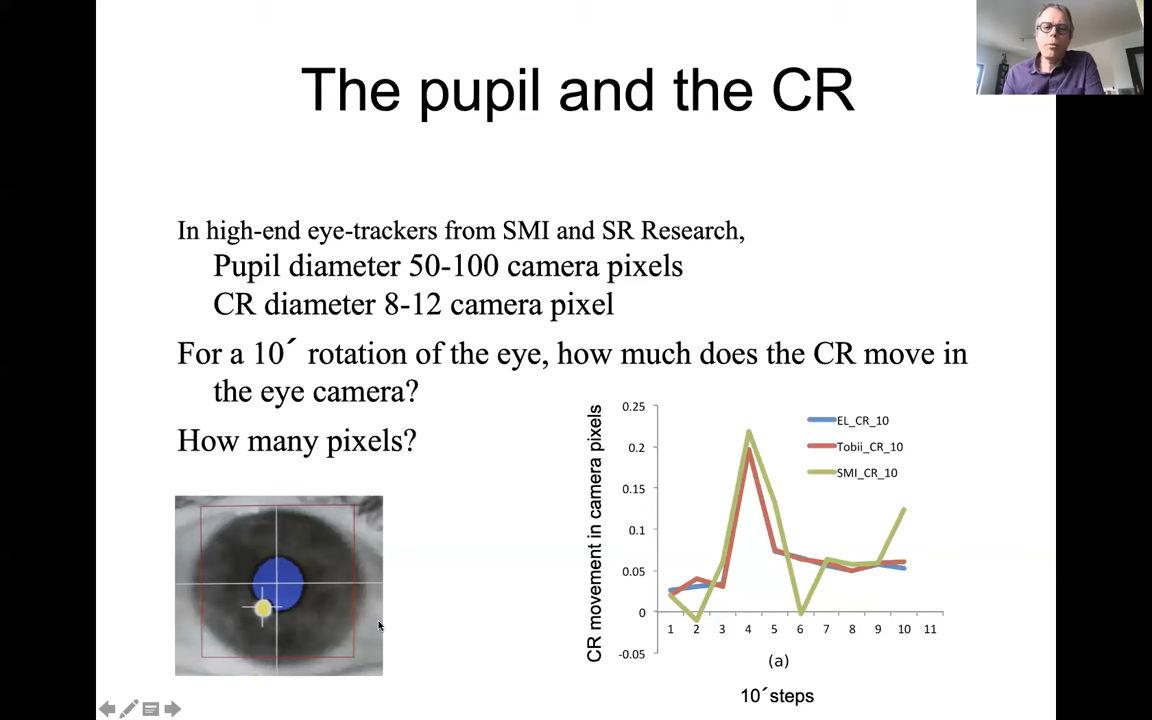 The pupil and the CR
In high-end eye-trackers from SMI and SR Research,
Pupil diameter 50-100 camera pixels
CR diameter 8-12 camera pixel
For a 10´ rotation of the eye, how much does the CR move in
the eye camera?
How many pixels?
CR movement in camera pixels
0.25
0.2
0.15
0.1
0.05
0
-0.05
EL_CR_10
Tobii_CR_10
SMI_CR_10
1 2 3 4 5 6 7 8 9 10 11
(a)
10´steps